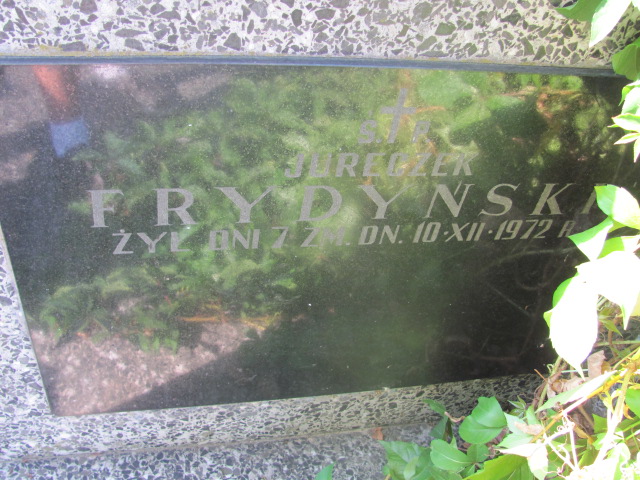 Ś P
JURECZEK
FRYDYŃSKI
ŻYŁ DNI 7 ZM. DN. 10·XII·1972 R